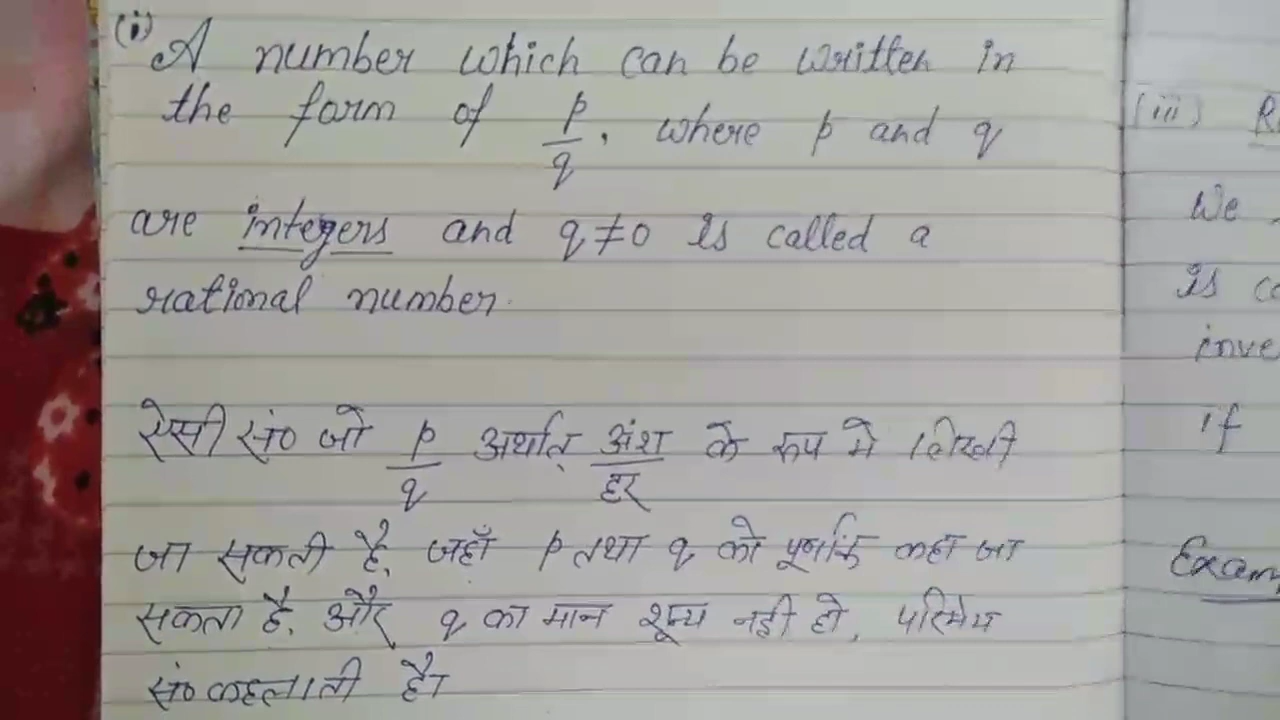 (i) A number which can be written in
the form of p/q, where p and q
are integers and q≠0 is called a
rational number.
ऐसी सं० जो p/q अर्थात् अंश/हर के रूप मे लिखी
जा सकती है, जहाँ p तथा q को पूर्णांक कहा जा
सकता है, और q का मान शून्य नही हो, परिमेय
सं० कहलाती है।
(iii)
We
is
inve
if
Exam